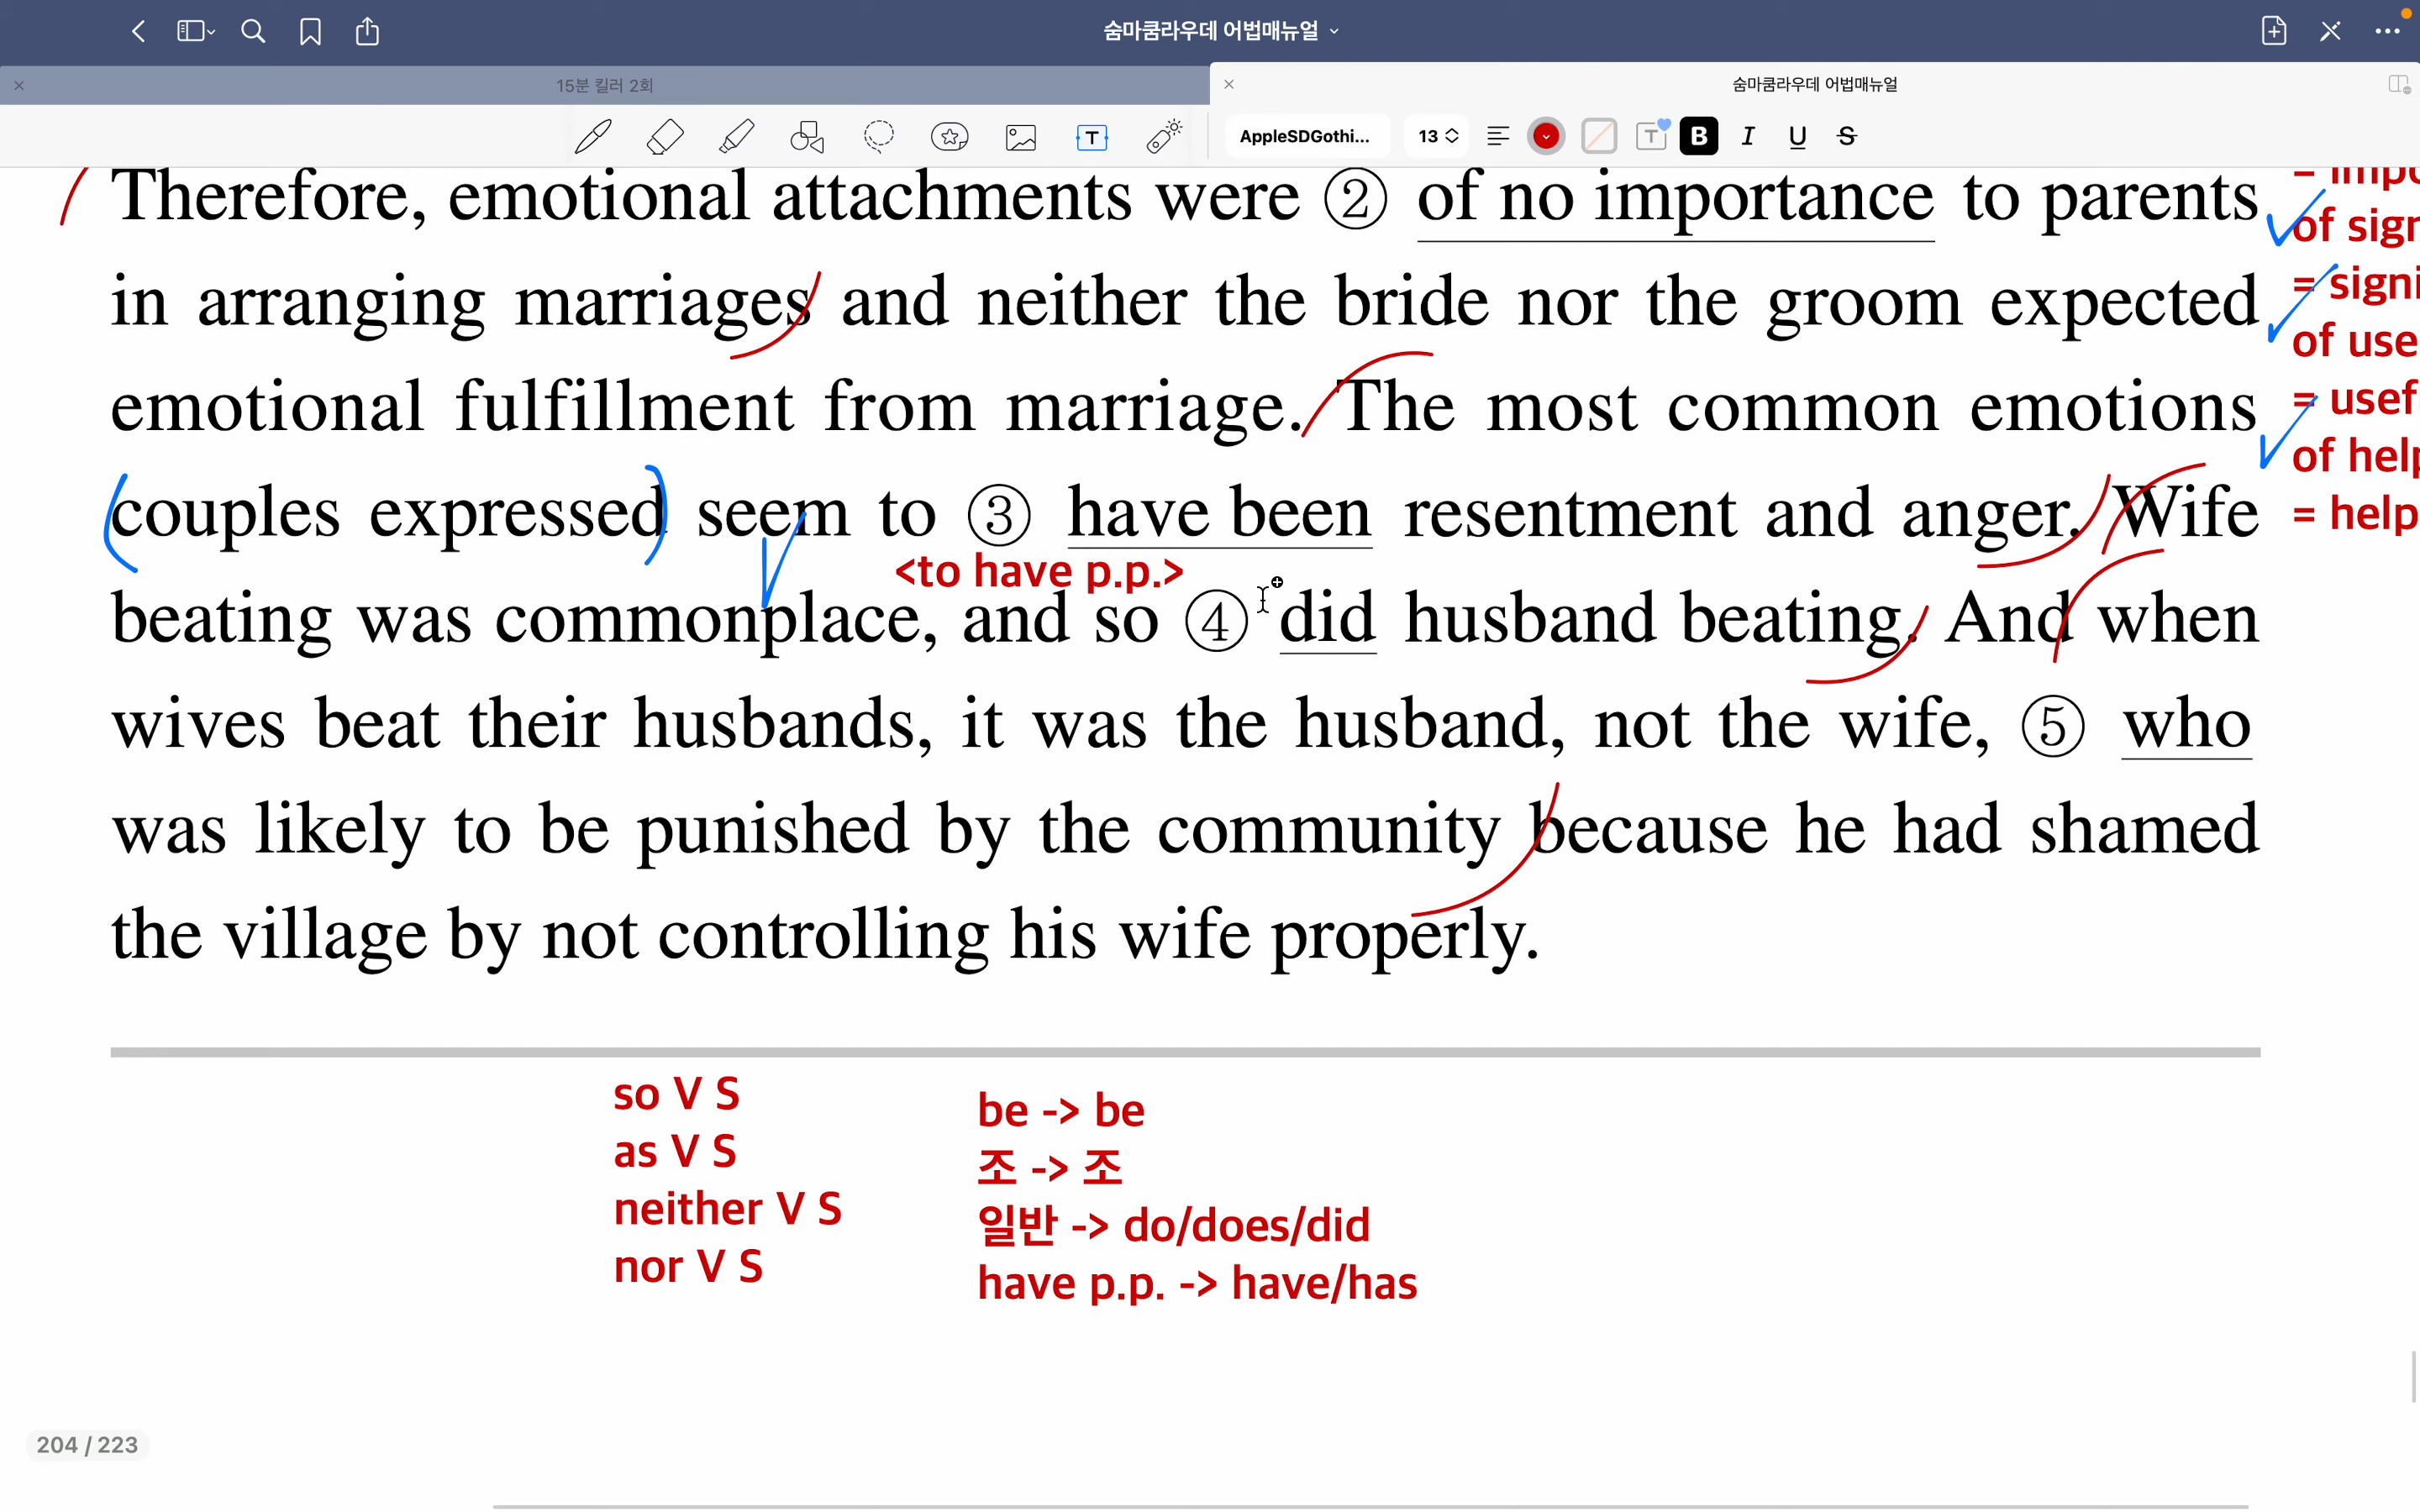 숨마쿰라우데 어법매뉴얼
15분 킬러 2회
숨마쿰라우데 어법매뉴얼
AppleSDGothi... 13 T B I U S
Therefore, emotional attachments were ② of no importance to parents
in arranging marriages and neither the bride nor the groom expected
emotional fulfillment from marriage. The most common emotions
couples expressed seem to ③ have been resentment and anger. Wife
<to have p.p.>
beating was commonplace, and so ④ did husband beating. And when
wives beat their husbands, it was the husband, not the wife, ⑤ who
was likely to be punished by the community because he had shamed
the village by not controlling his wife properly.
of
=
of use
= usef
of help
= help
so V S
as V S
neither V S
nor V S
be -> be
조 -> 조
일반 -> do/does/did
have p.p. -> have/has
204 / 223